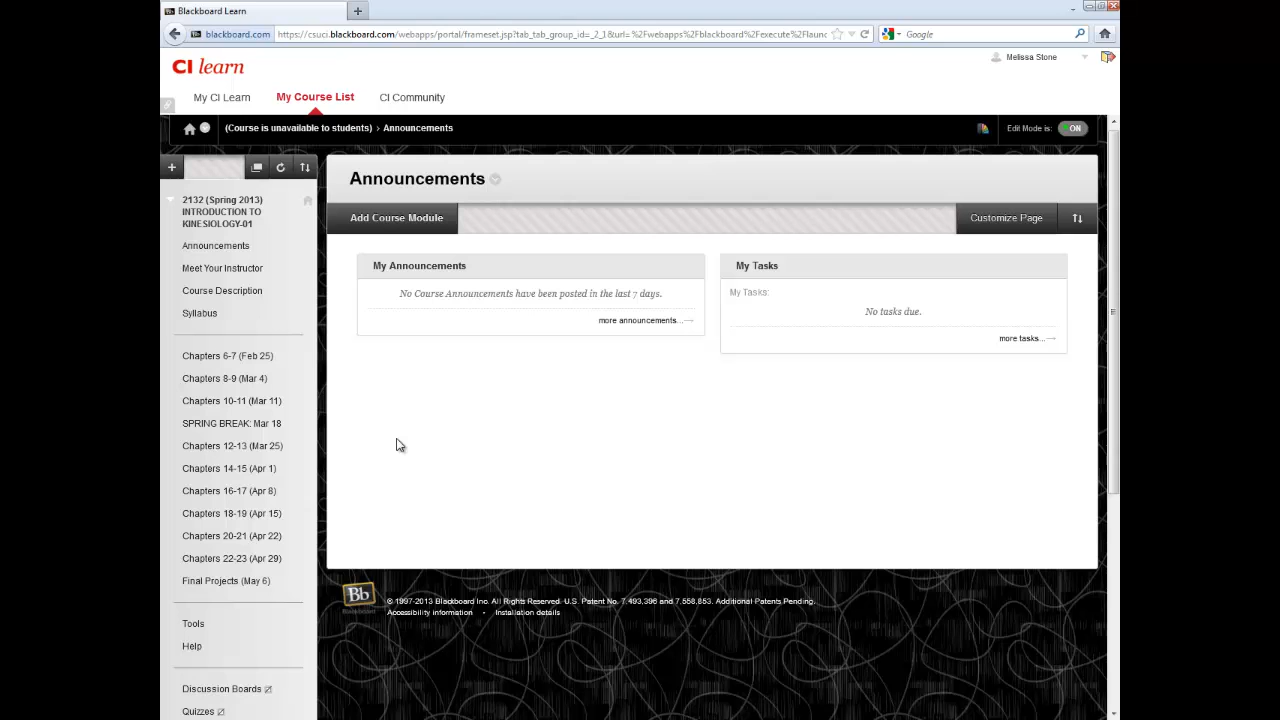 Blackboard Learn
blackboard.com
https://csuci.blackboard.com/webapps/portal/frameset.jsp?tab_tab_group_id=_2_1&url=%2Fwebapps%2Fblackboard%2Fexecute%2Flaunc
Google
CI learn
Melissa Stone
My CI Learn
My Course List
CI Community
(Course is unavailable to students) > Announcements
Edit Mode is:
ON
Announcements
Add Course Module
Customize Page
2132 (Spring 2013)
INTRODUCTION TO
KINESIOLOGY-01
Announcements
Meet Your Instructor
Course Description
Syllabus
Chapters 6-7 (Feb 25)
Chapters 8-9 (Mar 4)
Chapters 10-11 (Mar 11)
SPRING BREAK: Mar 18
Chapters 12-13 (Mar 25)
Chapters 14-15 (Apr 1)
Chapters 16-17 (Apr 8)
Chapters 18-19 (Apr 15)
Chapters 20-21 (Apr 22)
Chapters 22-23 (Apr 29)
Final Projects (May 6)
Tools
Help
Discussion Boards
Quizzes
My Announcements
No Course Announcements have been posted in the last 7 days.
more announcements...→
My Tasks
My Tasks:
No tasks due.
more tasks...→
Bb
Blackboard
© 1997-2013 Blackboard Inc. All Rights Reserved. U.S. Patent No. 7,493,396 and 7,558,853. Additional Patents Pending.
Accessibility information • Installation details